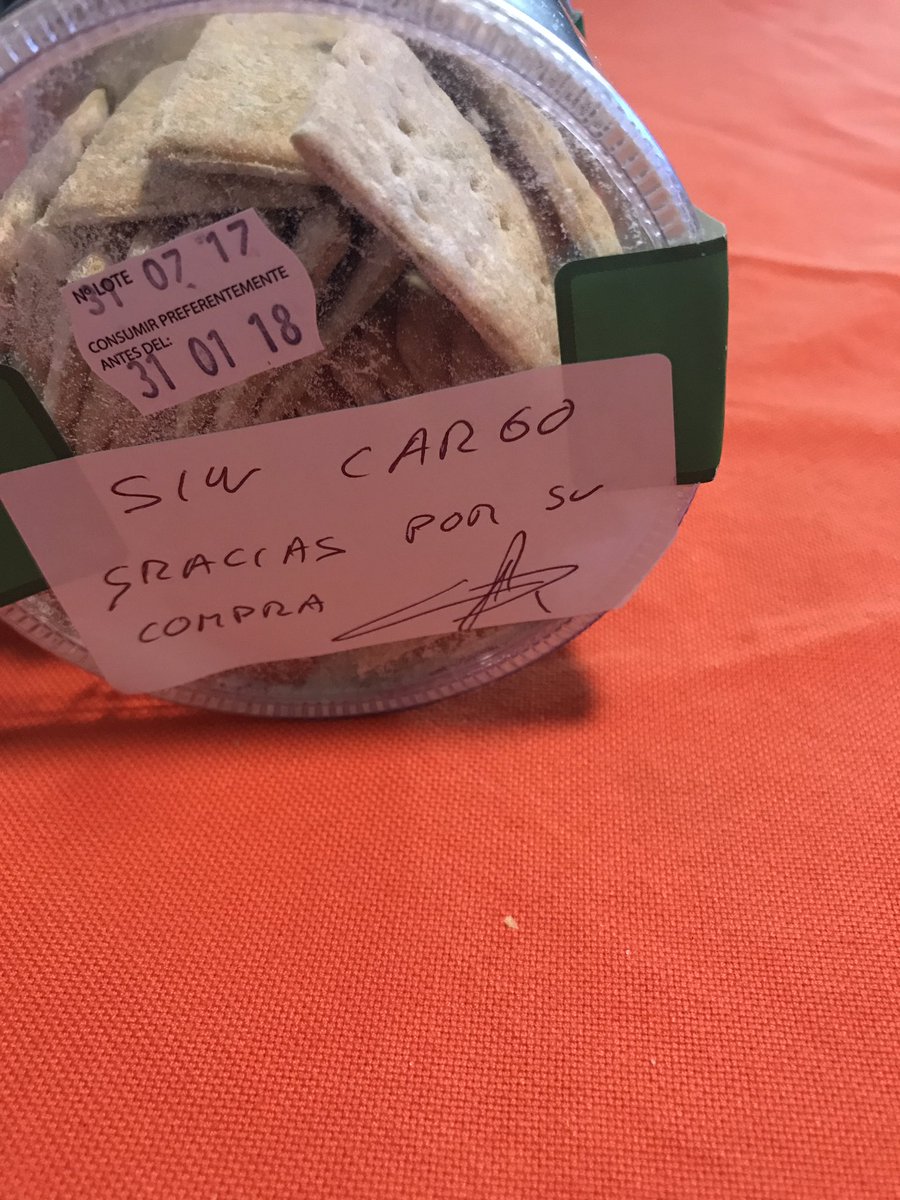 Nº LOTE 31 07 17
CONSUMIR PREFERENTEMENTE
ANTES DEL:
31 01 18
SIN CARGO
GRACIAS POR SU
COMPRA